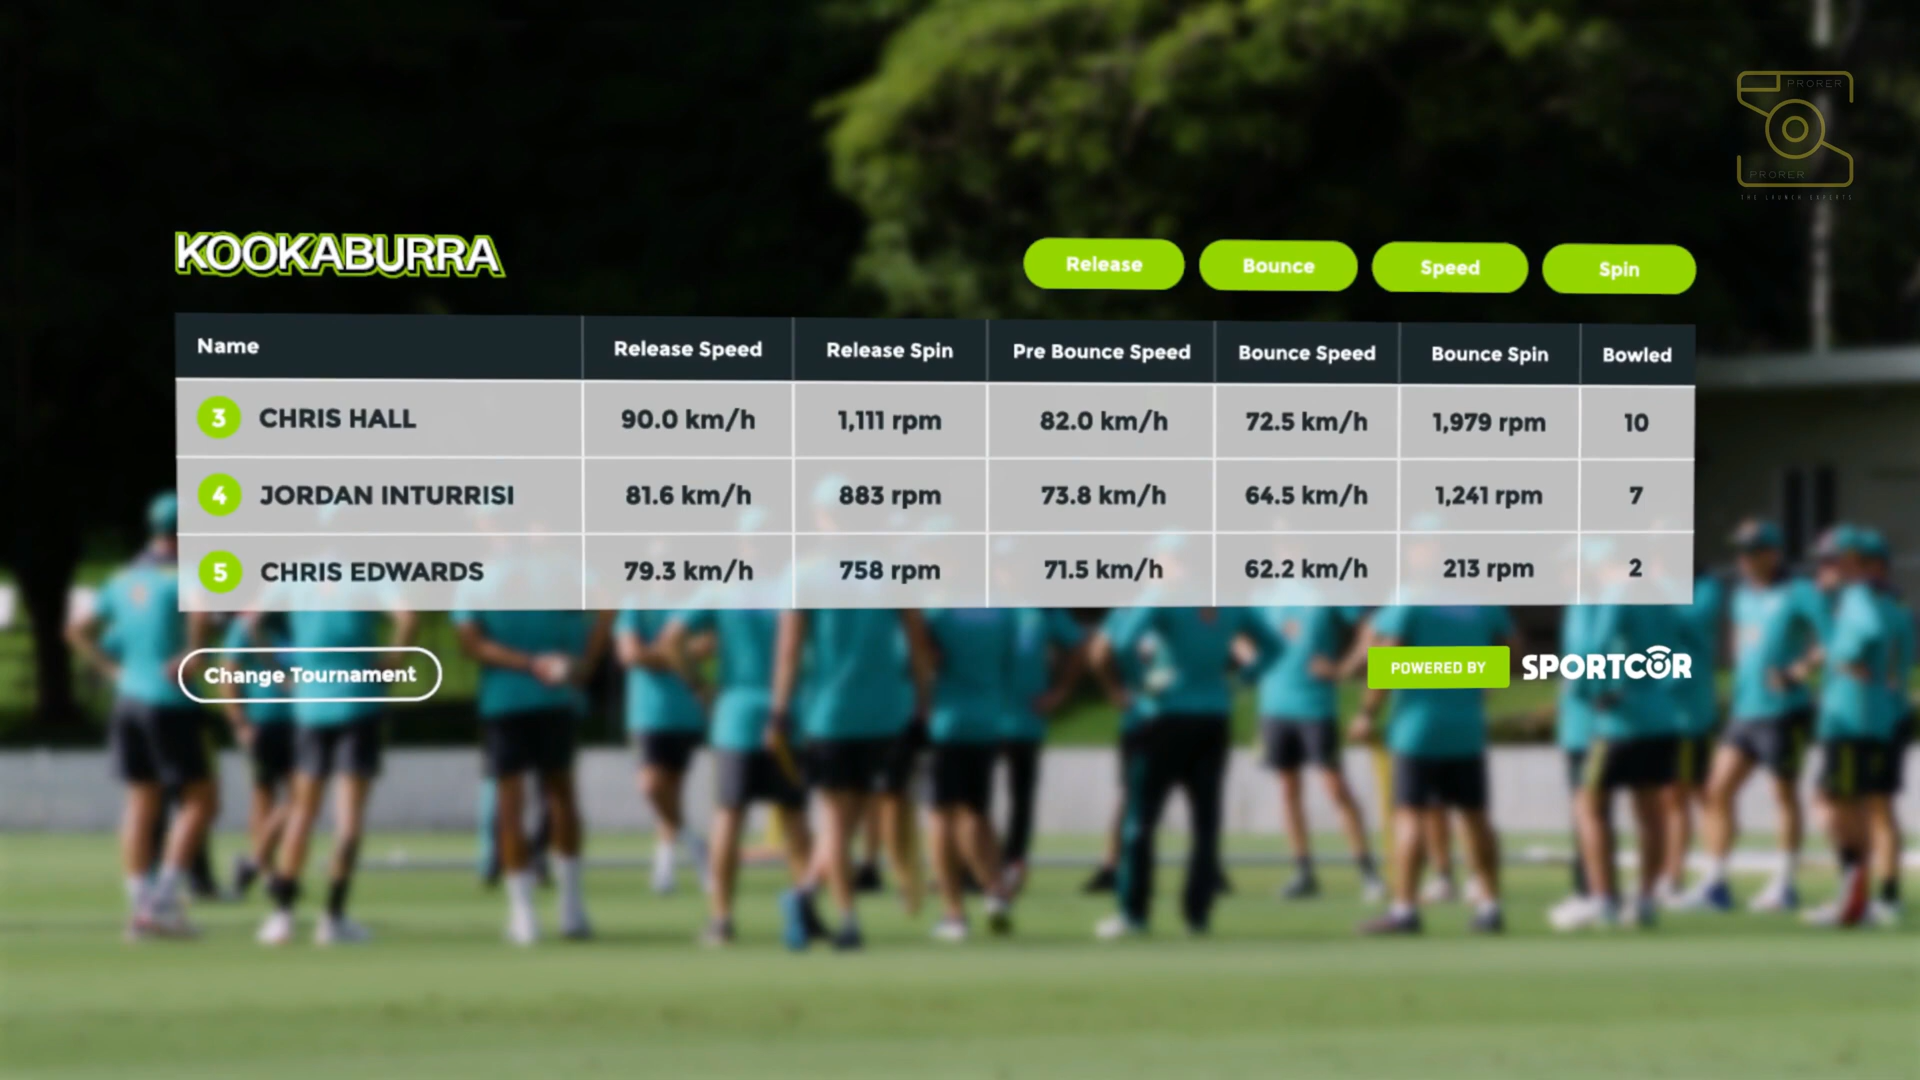 PRORER
PRORER
THE LAUNCH EXPERTS
KOOKABURRA
Release Bounce Speed Spin
Name Release Speed Release Spin Pre Bounce Speed Bounce Speed Bounce Spin Bowled
3 CHRIS HALL 90.0 km/h 1,111 rpm 82.0 km/h 72.5 km/h 1,979 rpm 10
4 JORDAN INTURRISI 81.6 km/h 883 rpm 73.8 km/h 64.5 km/h 1,241 rpm 7
5 CHRIS EDWARDS 79.3 km/h 758 rpm 71.5 km/h 62.2 km/h 213 rpm 2
Change Tournament
POWERED BY SPORTCOR